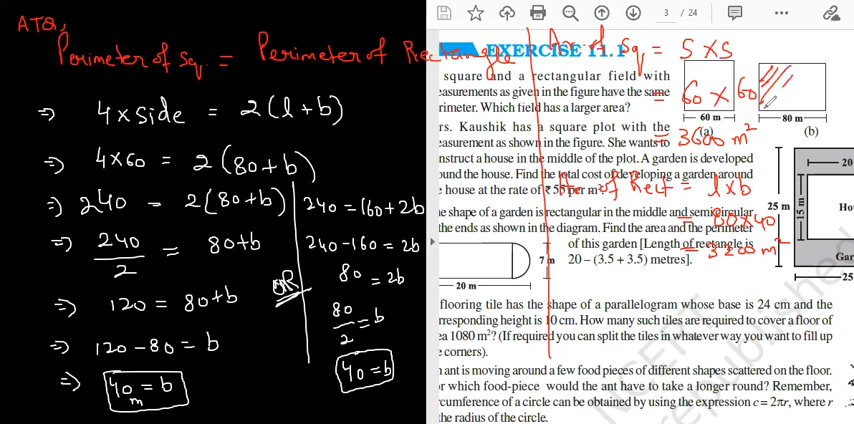 ATQ,
Perimeter of Sq. = Perimeter of Rectangle
⇒ 4 x side = 2(l+b)
⇒ 4x60 = 2(80+b)
⇒ 240 = 2(80+b)
⇒ 240/2 = 80+b
⇒ 120 = 80+b
⇒ 120-80 = b
⇒ 40 m = b
OR
240 = 160+2b
240-160 = 2b
80 = 2b
80/2 = b
40 = b
3 / 24
EXERCISE 11.1
Ar. of Sq = S x S
= 60 x 60
= 3600 m²
Ar. of Rect = l x b
= 80 x 40
= 3200 m²
square and a rectangular field with
easurements as given in the figure have the same
rimeter. Which field has a larger area?
60 m
(a)
80 m
(b)
rs. Kaushik has a square plot with the
easurement as shown in the figure. She wants to
nstruct a house in the middle of the plot. A garden is developed
ound the house. Find the total cost of developing a garden around
e house at the rate of ₹ 55 per m².
20
25 m
15 m
Ho
Gar
25
he shape of a garden is rectangular in the middle and semicircular
the ends as shown in the diagram. Find the area and the perimeter
of this garden [Length of rectangle is
20 – (3.5 + 3.5) metres].
7 m
20 m
flooring tile has the shape of a parallelogram whose base is 24 cm and the
rresponding height is 10 cm. How many such tiles are required to cover a floor of
ea 1080 m²? (If required you can split the tiles in whatever way you want to fill up
e corners).
n ant is moving around a few food pieces of different shapes scattered on the floor.
or which food-piece would the ant have to take a longer round? Remember,
rcumference of a circle can be obtained by using the expression c = 2πr, where r
the radius of the circle.
NCERT
republished